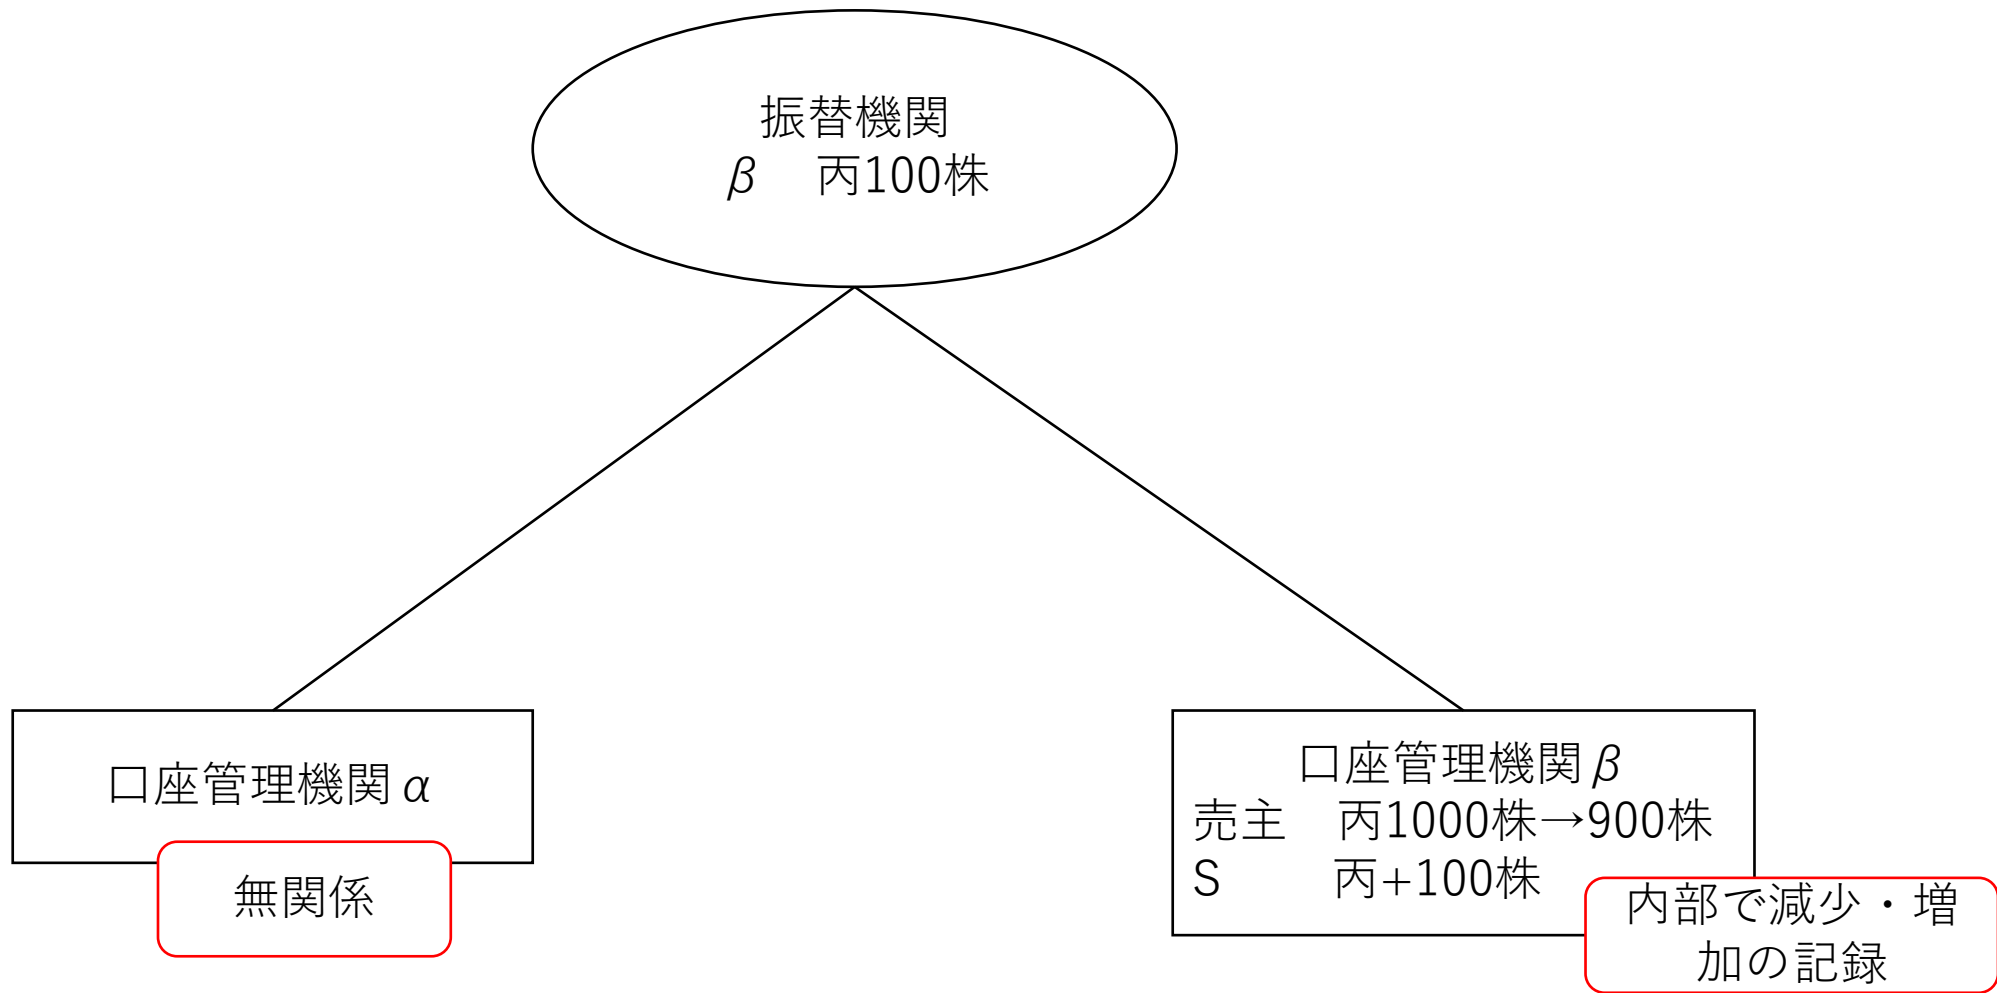 振替機関
β 丙100株
口座管理機関α
無関係
口座管理機関β
売主 丙1000株→900株
S 丙+100株
内部で減少・増
加の記録